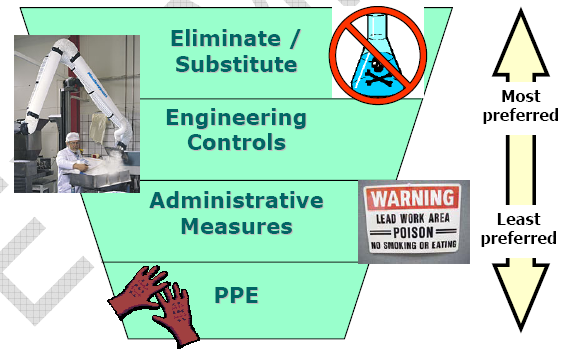 Eliminate /
Substitute
Most
preferred
Engineering
Controls
Administrative
Measures
WARNING
LEAD WORK AREA
POISON
NO SMOKING OR EATING
Least
preferred
PPE